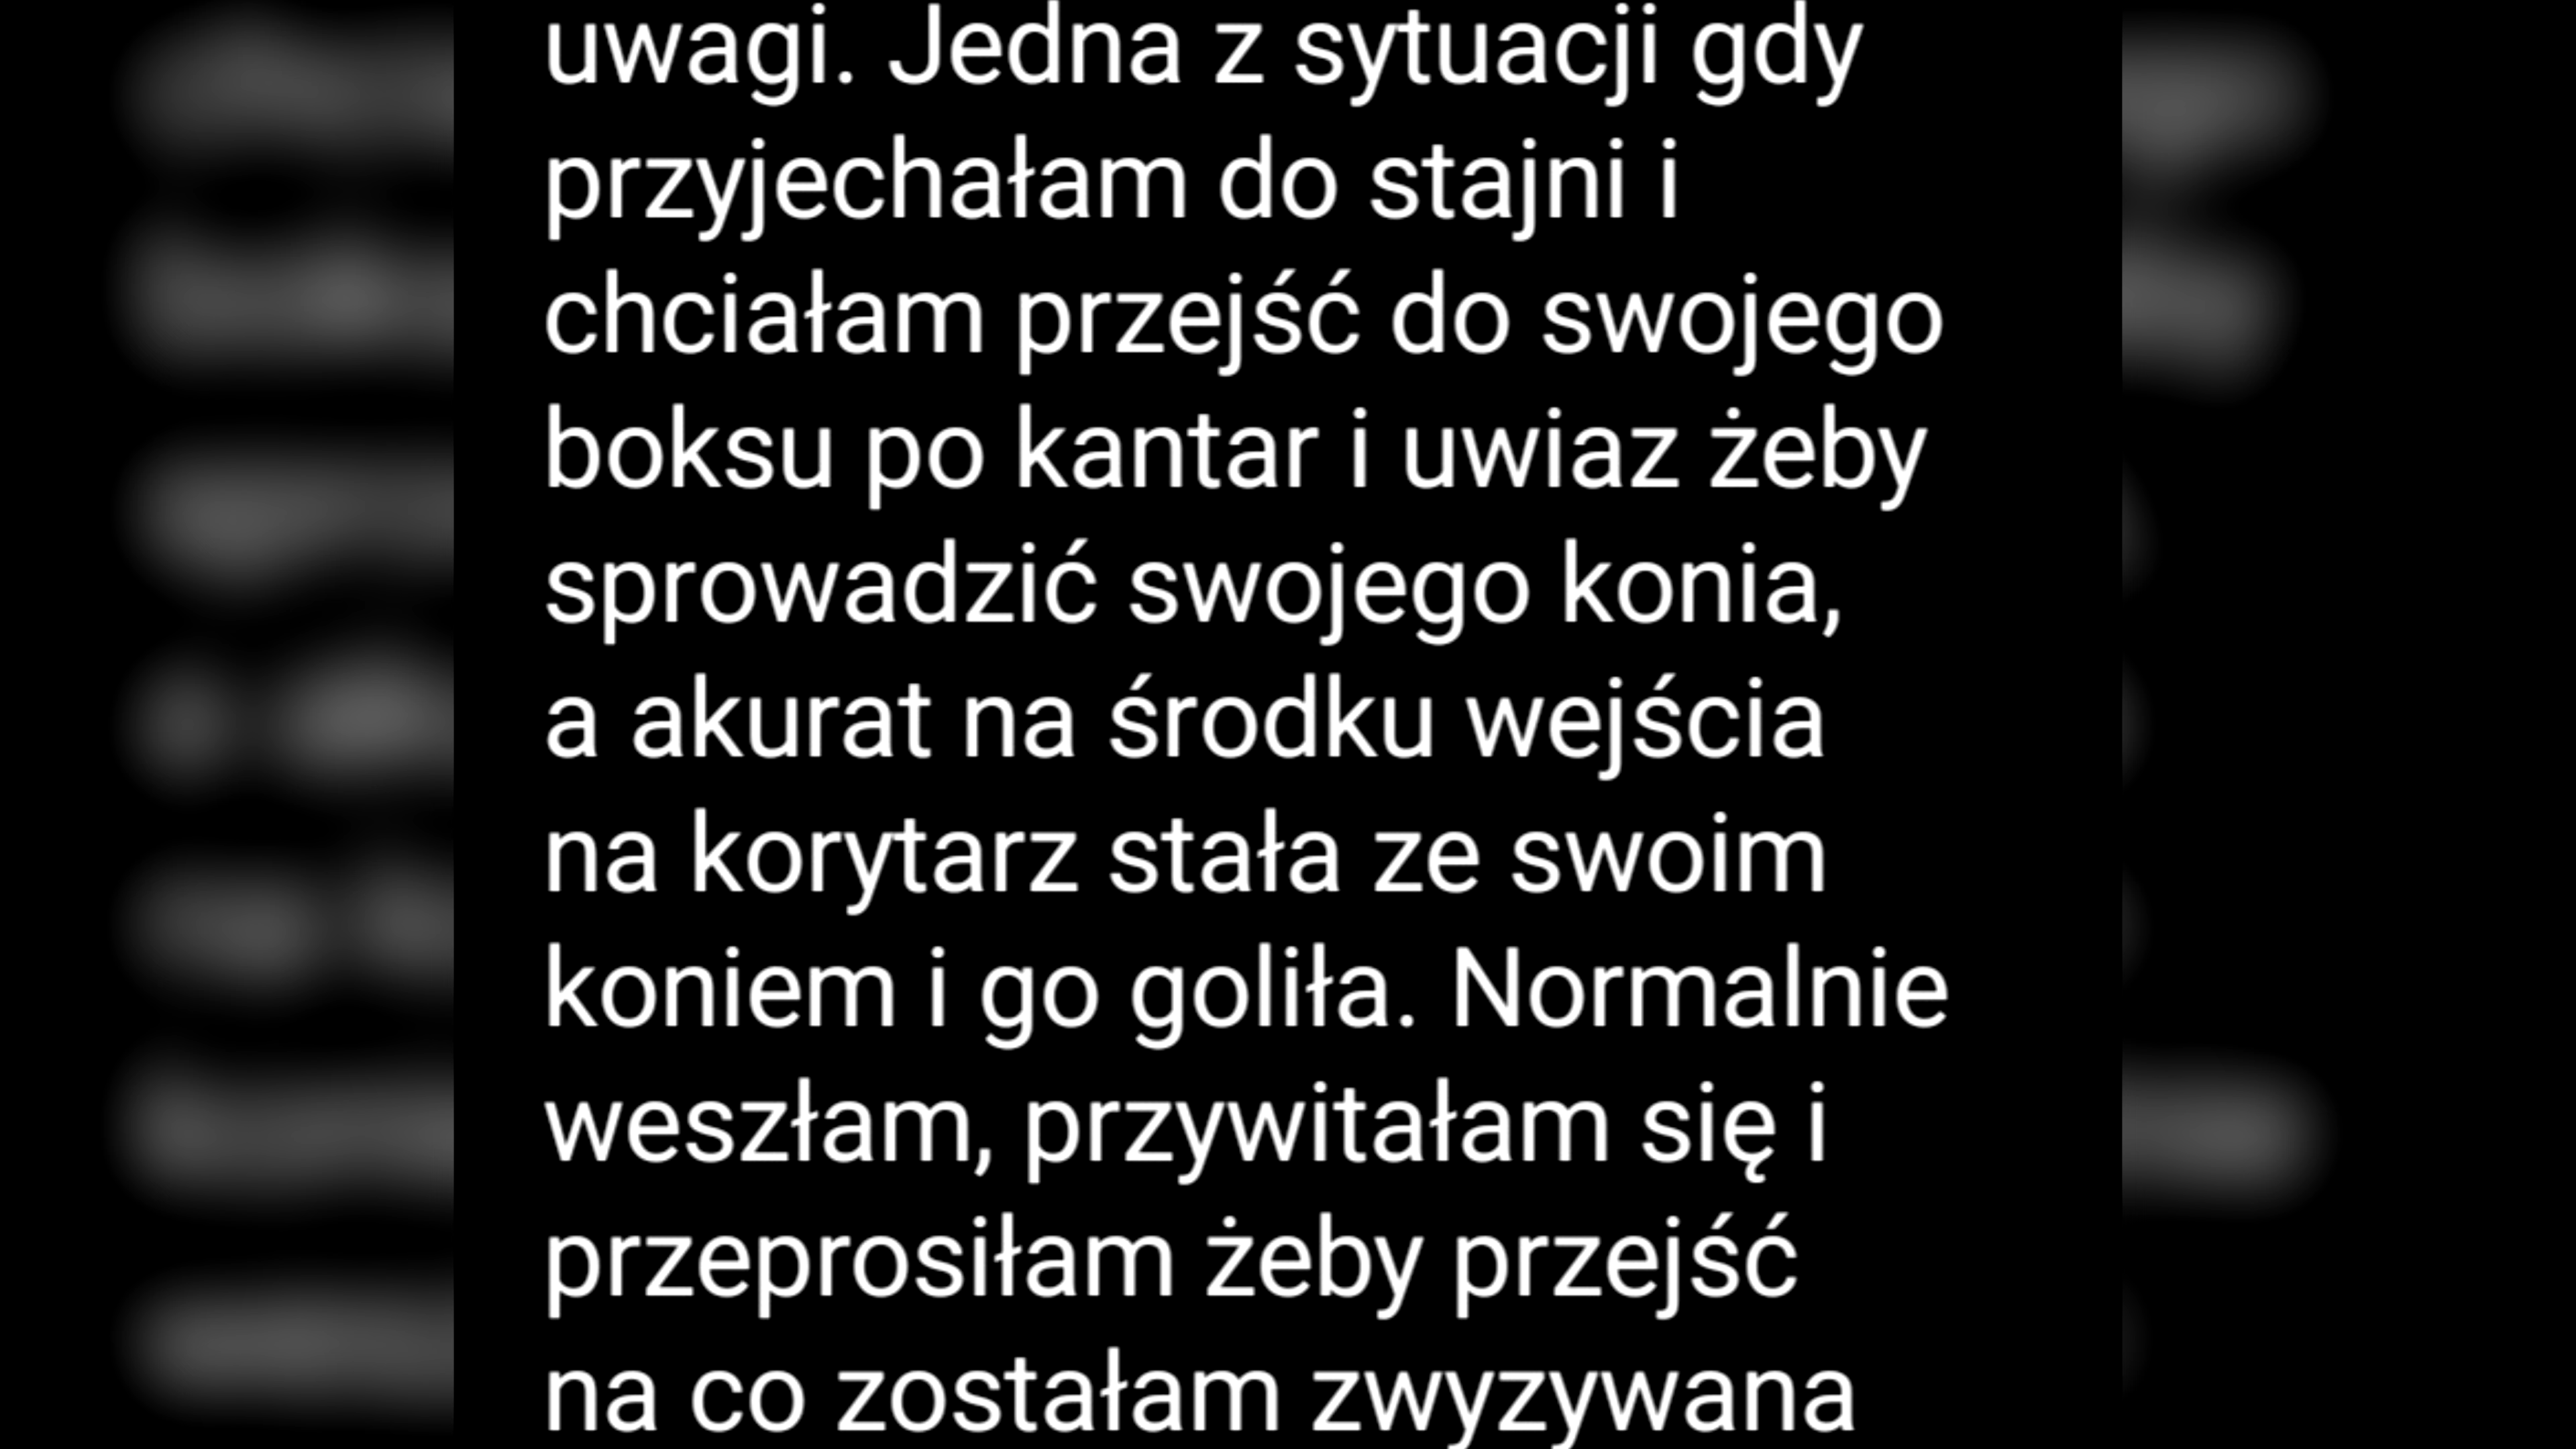 uwagi. Jedna z sytuacji gdy
przyjechałam do stajni i
chciałam przejść do swojego
boksu po kantar i uwiaz żeby
sprowadzić swojego konia,
a akurat na środku wejścia
na korytarz stała ze swoim
koniem i go goliła. Normalnie
weszłam, przywitałam się i
przeprosiłam żeby przejść
na co zostałam zwyzywana